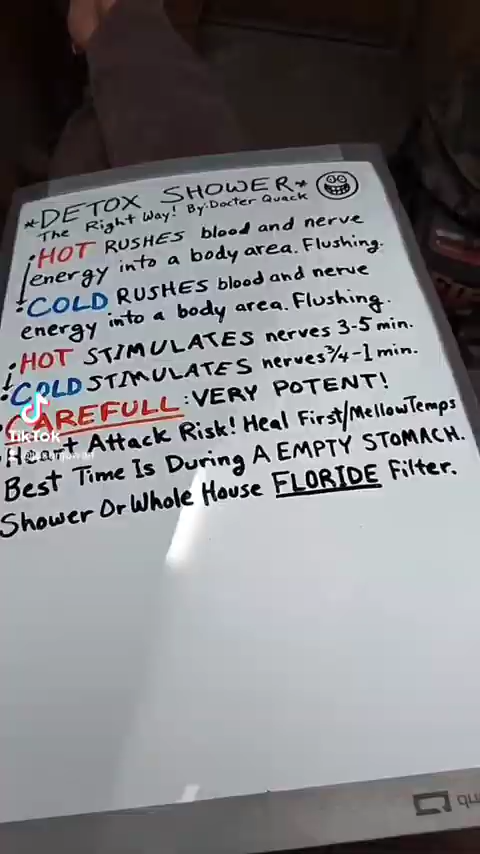 *DETOX SHOWER*
The Right Way! By: Docter Quack
HOT RUSHES blood and nerve
energy into a body area. Flushing.
COLD RUSHES blood and nerve
energy into a body area. Flushing.
HOT STIMULATES nerves 3-5 min.
COLD STIMULATES nerves 3/4-1 min.
CAREFULL: VERY POTENT!
Heart Attack Risk! Heal First/Mellow Temps
Best Time Is During A EMPTY STOMACH.
Shower Or Whole House FLORIDE Filter.
TikTok